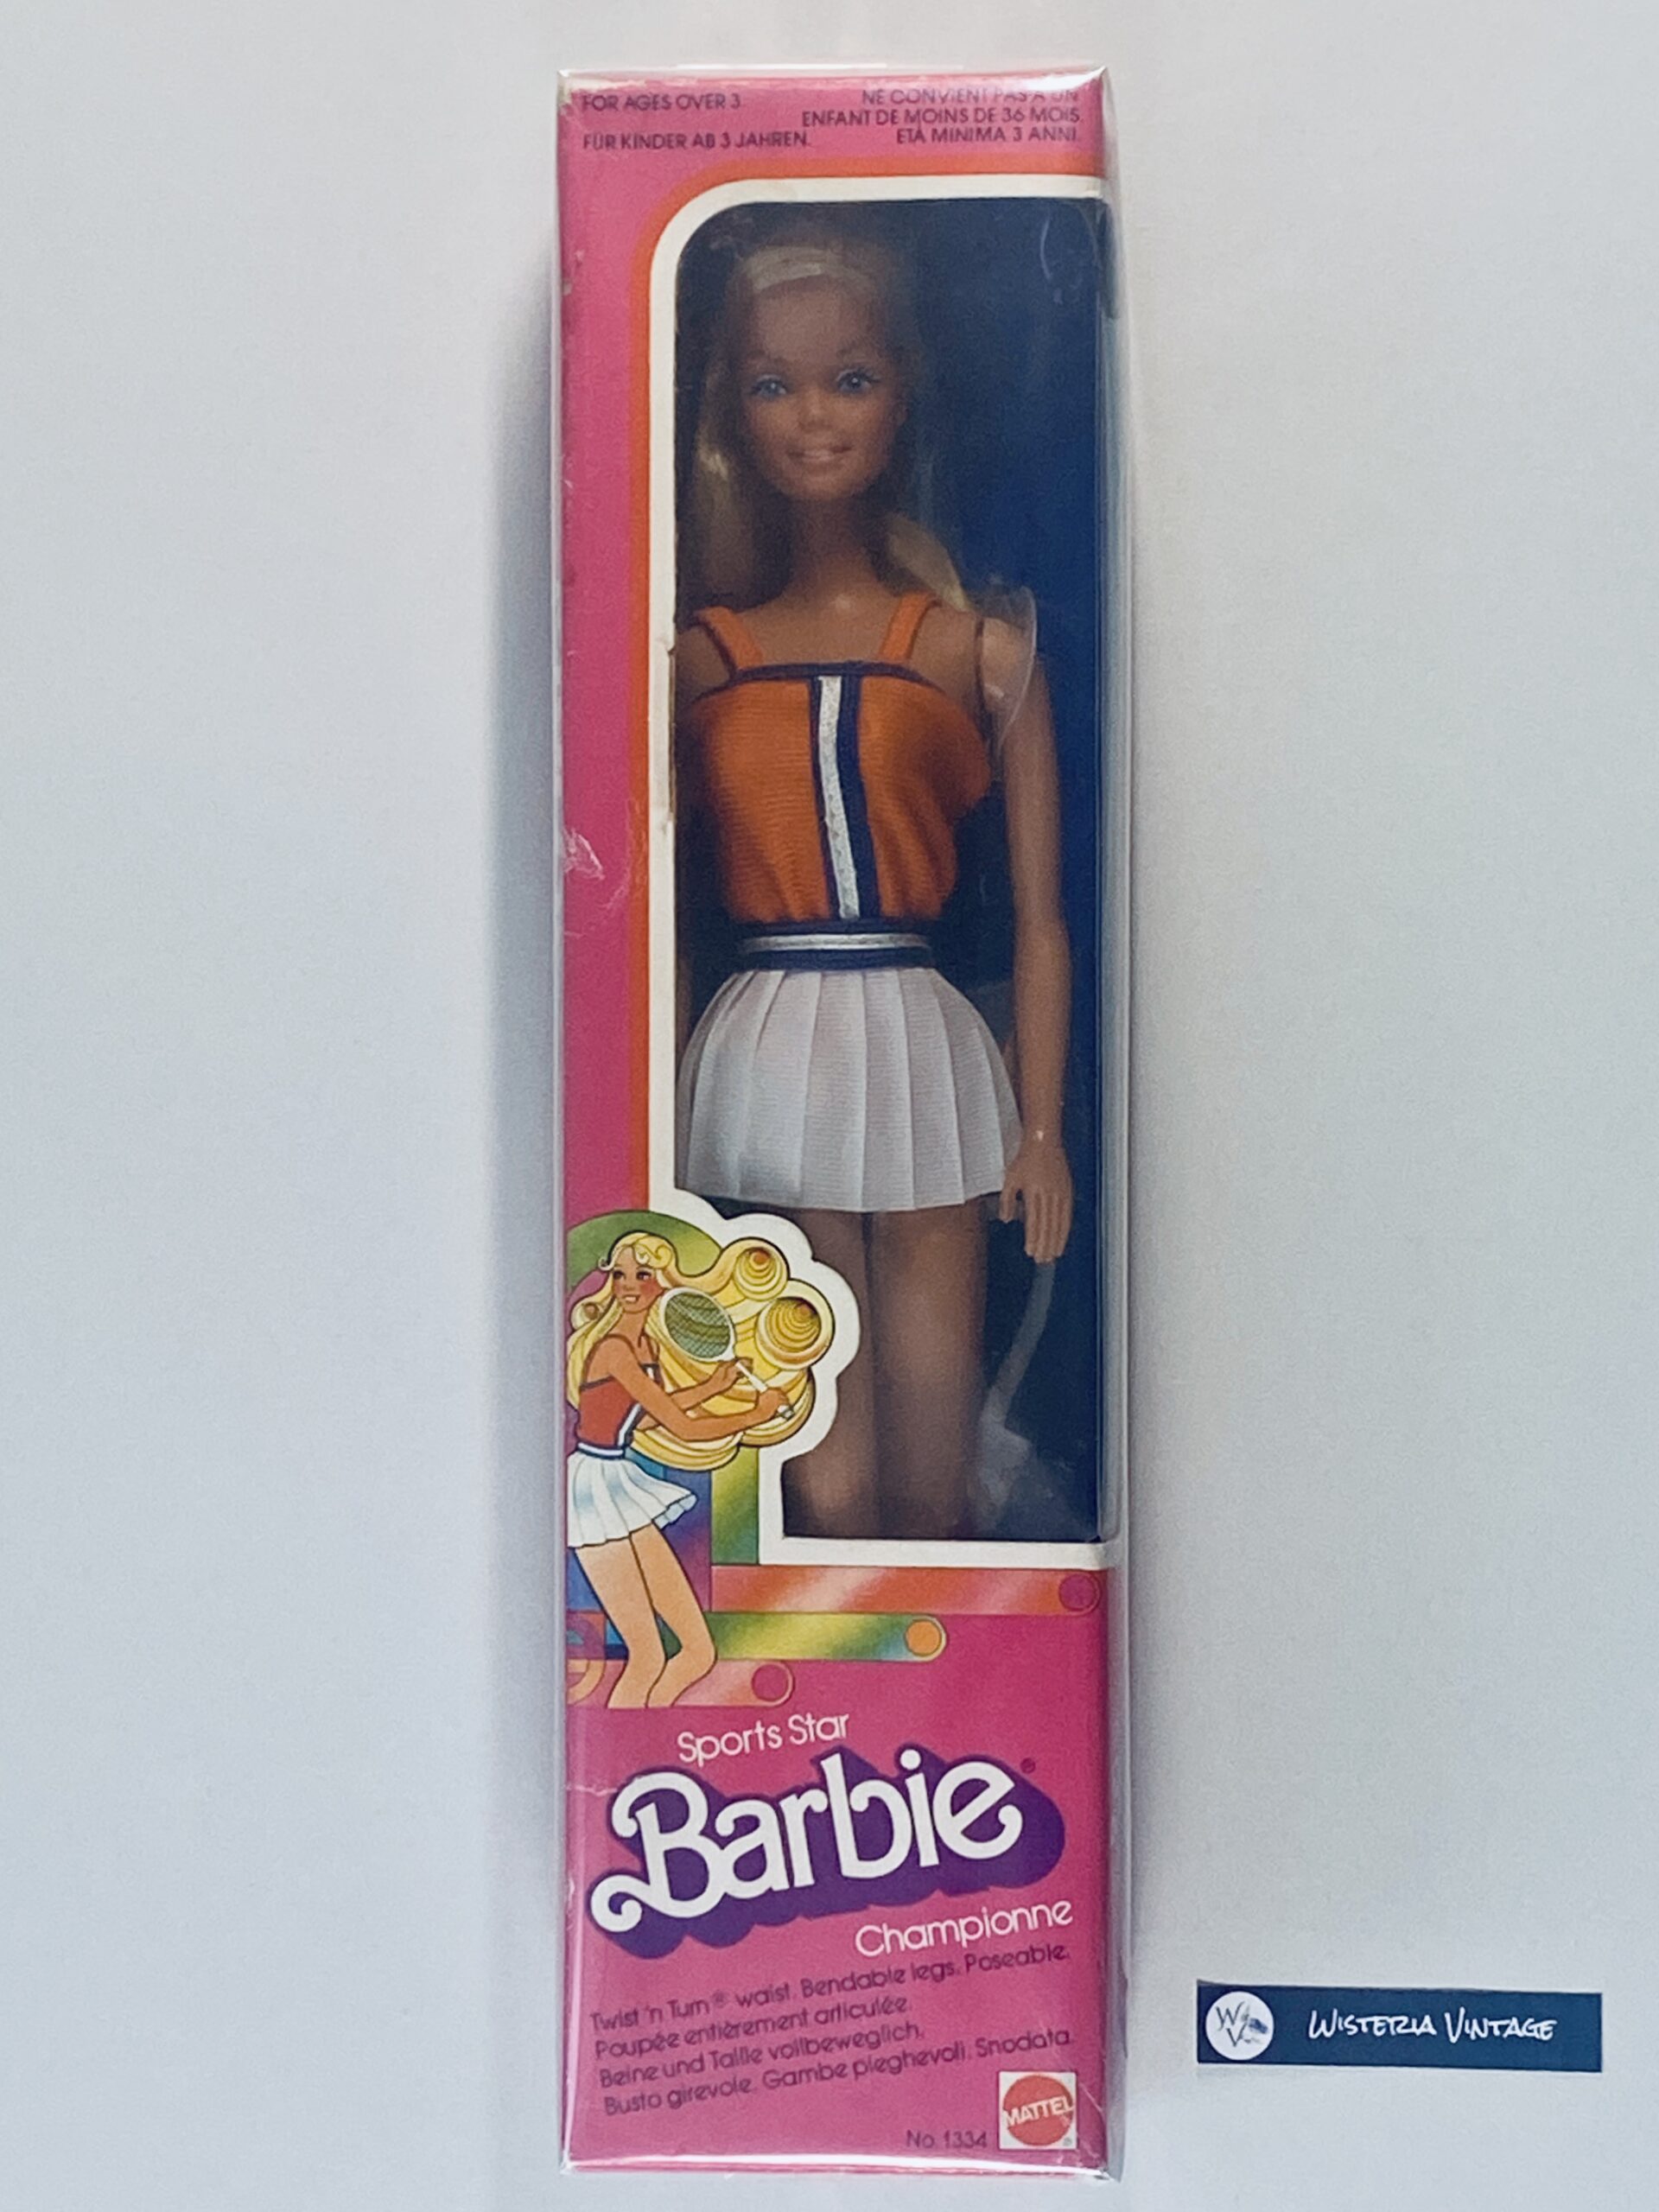 FOR AGES OVER 3
NE CONVIENT PAS A UN
ENFANT DE MOINS DE 36 MOIS.
FÜR KINDER AB 3 JAHREN.
ETÀ MINIMA 3 ANNI.
Sports Star
Barbie®
Championne
Twist 'n Turn® waist. Bendable legs. Poseable.
Poupée entièrement articulée.
Beine und Taille vollbeweglich.
Busto girevole. Gambe pieghevoli. Snodata.
MATTEL
No. 1334
WV
WISTERIA VINTAGE